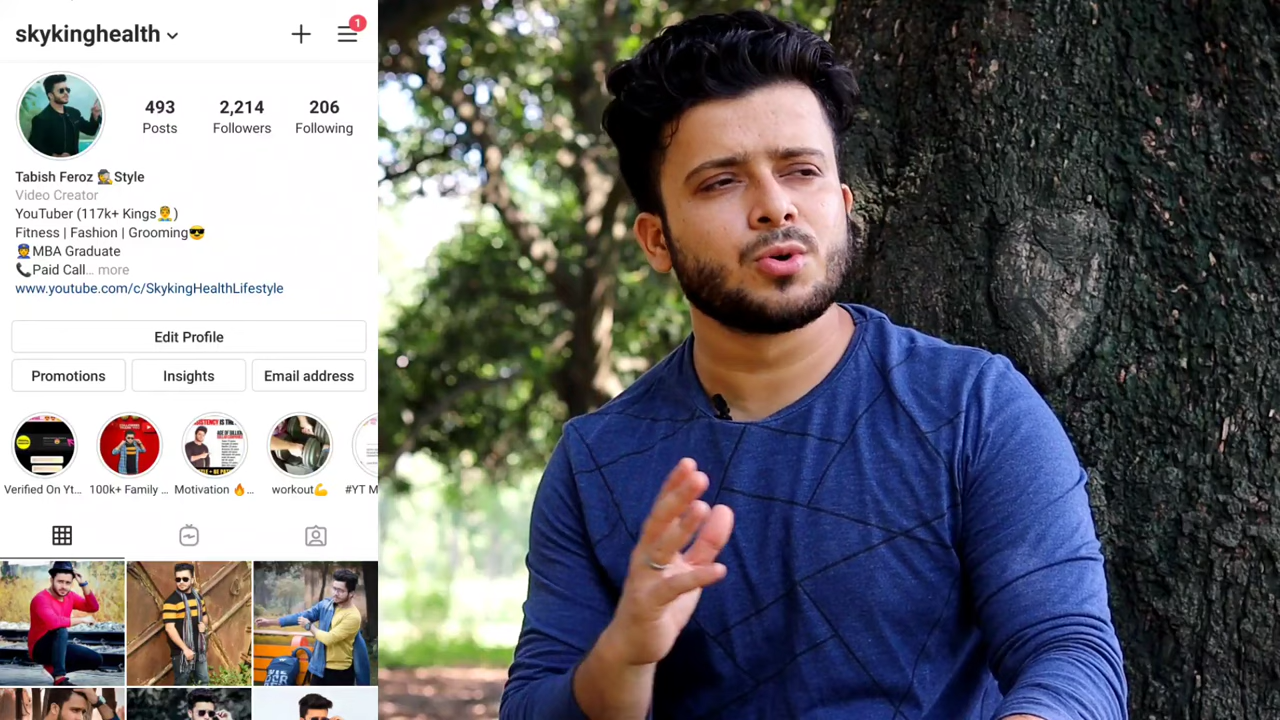 skykinghealth
1
493
2,214
206
Posts
Followers
Following
Tabish Feroz 🕵️Style
Video Creator
YouTuber (117k+ Kings🤴)
Fitness | Fashion | Grooming😎
👮MBA Graduate
📞Paid Call... more
www.youtube.com/c/SkykingHealthLifestyle
Edit Profile
Promotions
Insights
Email address
Verified On Yt...
100k+ Family ...
Motivation 🔥...
workout💪
#YT M